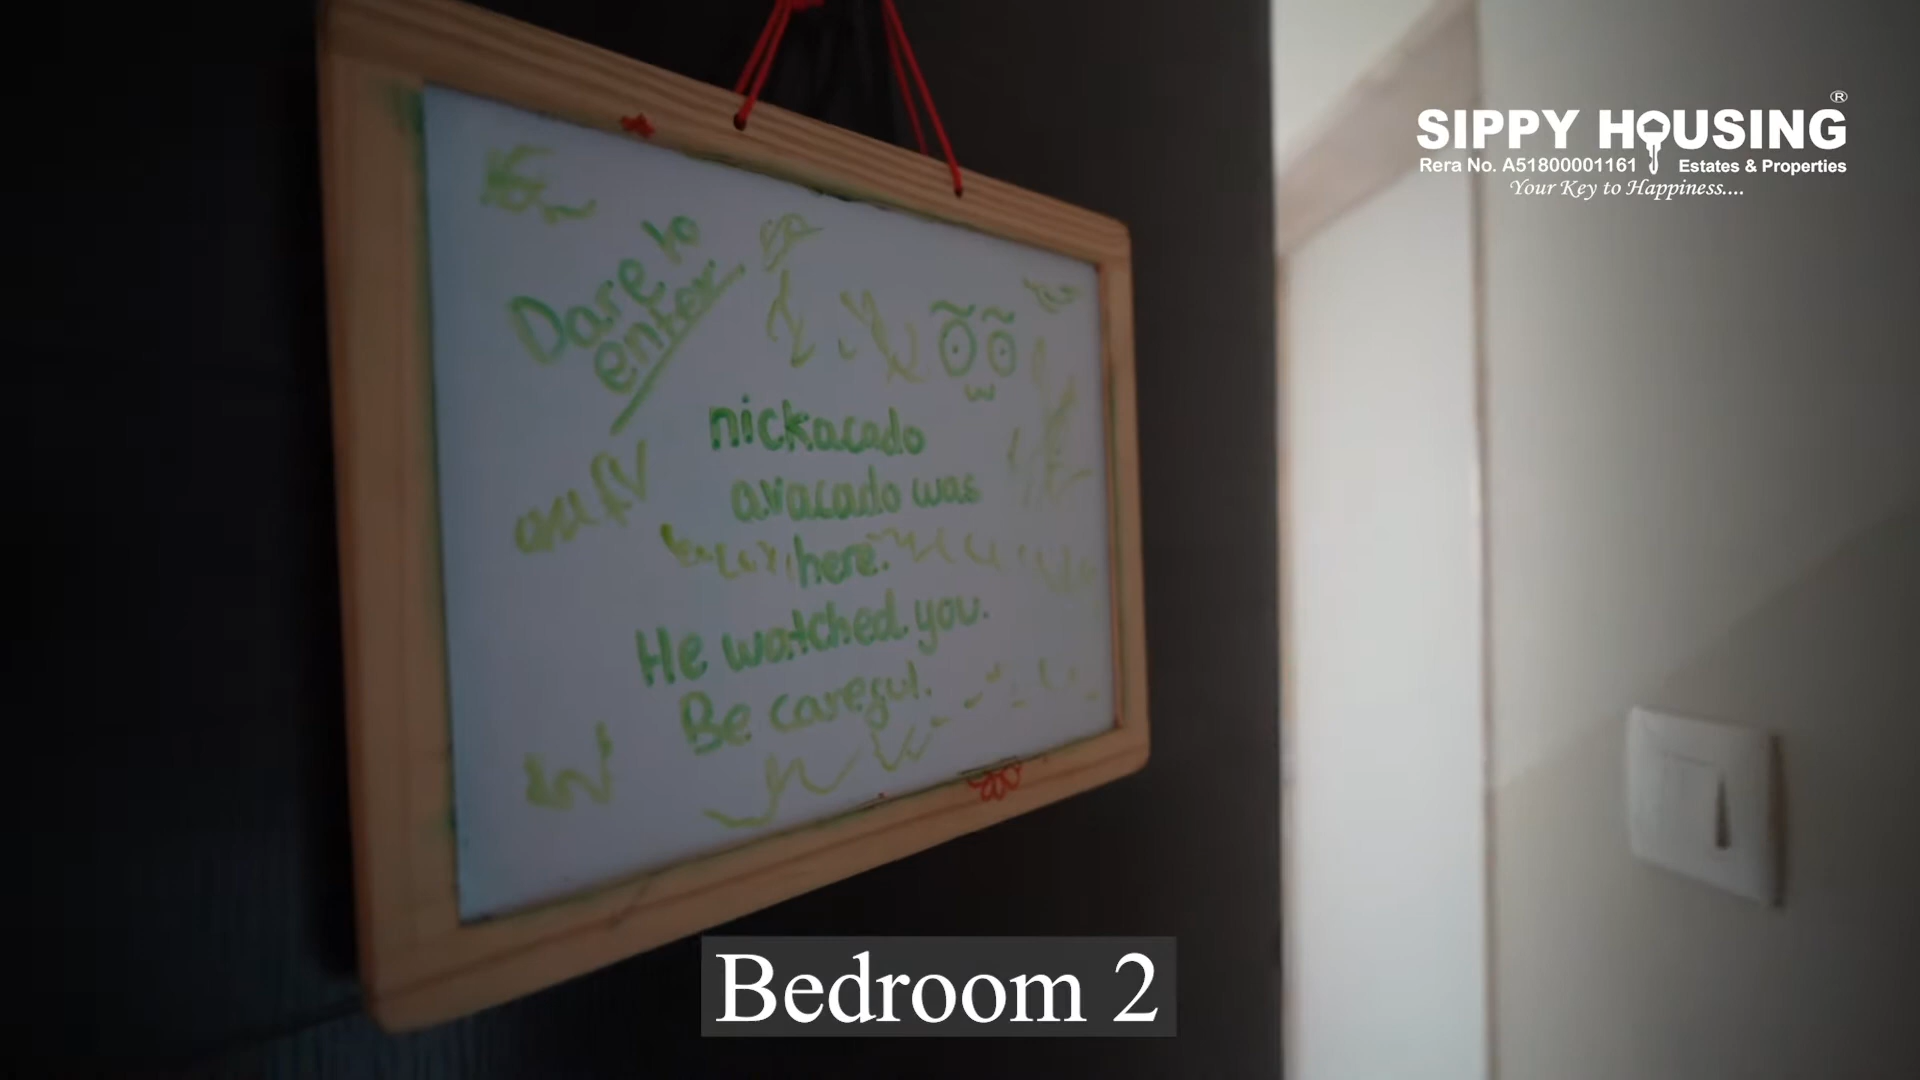 SIPPY HOUSING®
Rera No. A51800001161 Estates & Properties
Your Key to Happiness....
Dare to
enter
nickacado
avacado was
here.
He watched you.
Be caregul.
Bedroom 2